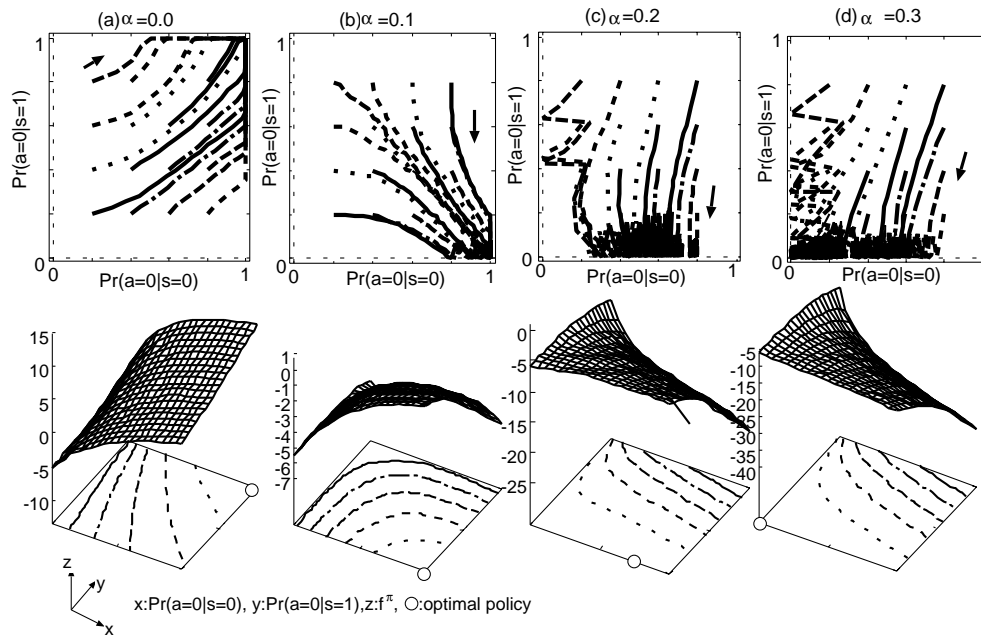 (a) α=0.0
(b) α=0.1
(c) α=0.2
(d) α =0.3
1
Pr(a=0|s=1)
0
0
Pr(a=0|s=0)
1
1
Pr(a=0|s=1)
0
0
Pr(a=0|s=0)
1
1
Pr(a=0|s=1)
0
0
Pr(a=0|s=0)
1
1
Pr(a=0|s=1)
0
0
Pr(a=0|s=0)
1
15
10
5
0
-5
-10
1
0
-1
-2
-3
-4
-5
-6
-7
0
-5
-10
-15
-20
-25
-5
-10
-15
-20
-25
-30
-35
-40
z
y
x
x:Pr(a=0|s=0), y:Pr(a=0|s=1),z:f^π, ○:optimal policy